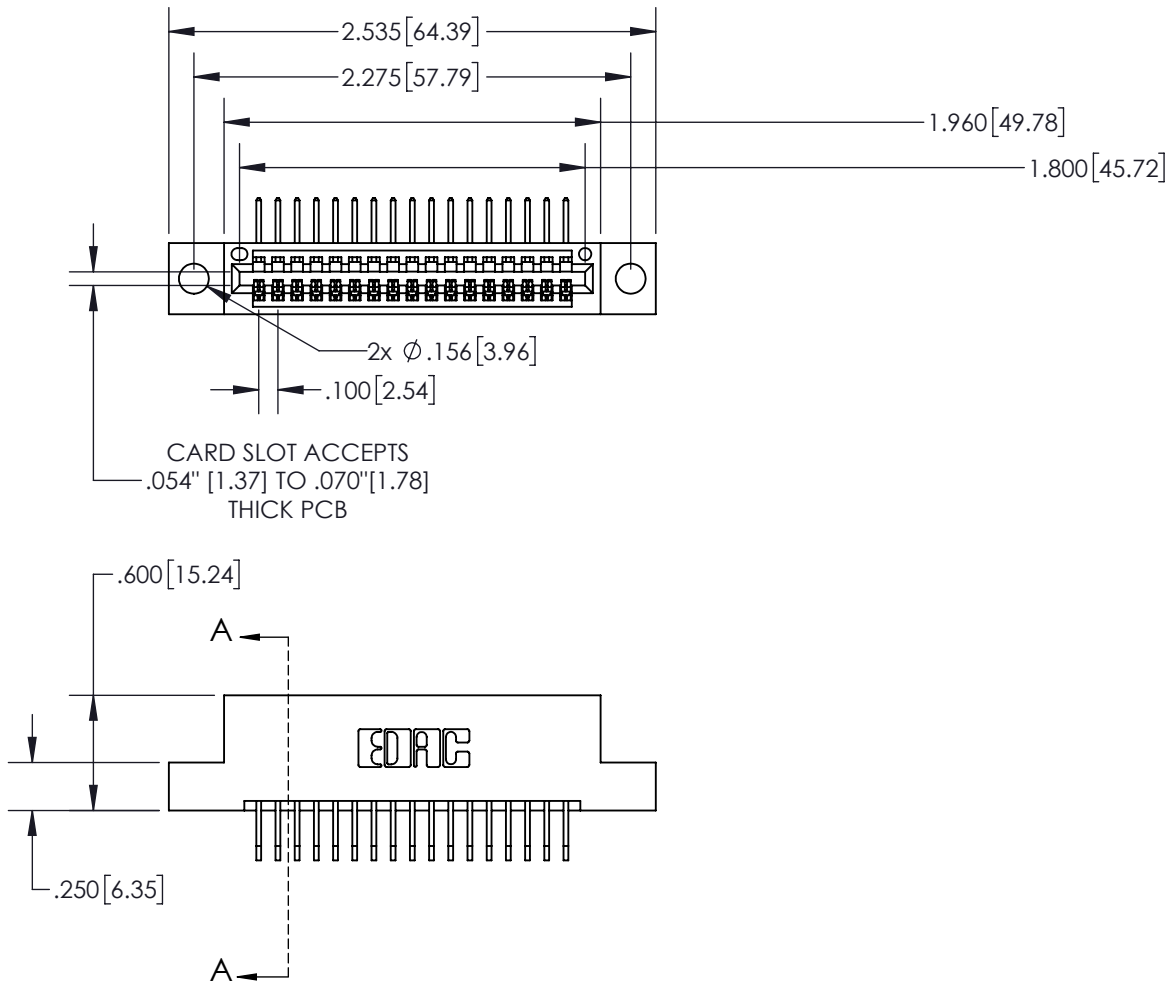 2.535[64.39]
2.275[57.79]
1.960[49.78]
1.800[45.72]
2x ⌀.156[3.96]
.100[2.54]
CARD SLOT ACCEPTS
.054" [1.37] TO .070"[1.78]
THICK PCB
.600[15.24]
A
EDAC
.250[6.35]
A